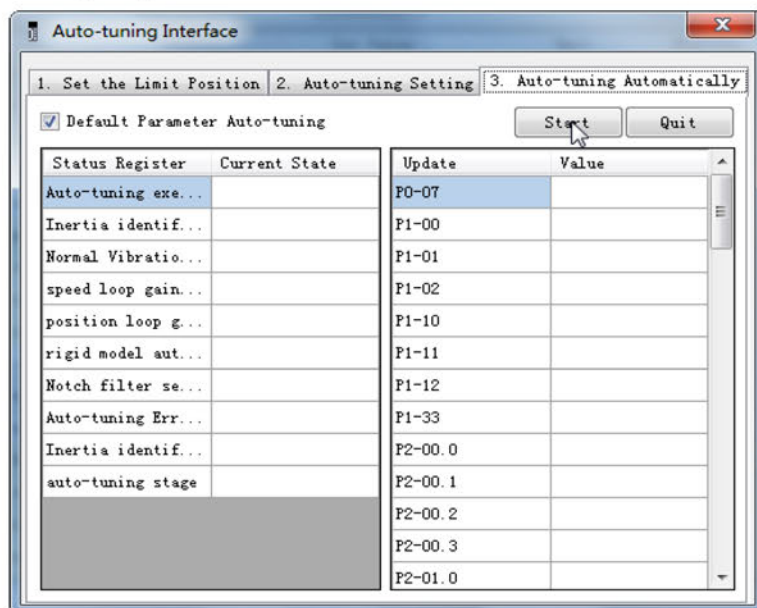 Auto-tuning Interface
1. Set the Limit Position 2. Auto-tuning Setting 3. Auto-tuning Automatically
Default Parameter Auto-tuning Start Quit
Status Register Current State Update Value
Auto-tuning exe... P0-07
Inertia identif... P1-00
Normal Vibratio... P1-01
speed loop gain... P1-02
position loop g... P1-10
rigid model aut... P1-11
Notch filter se... P1-12
Auto-tuning Err... P1-33
Inertia identif... P2-00.0
auto-tuning stage P2-00.1
P2-00.2
P2-00.3
P2-01.0